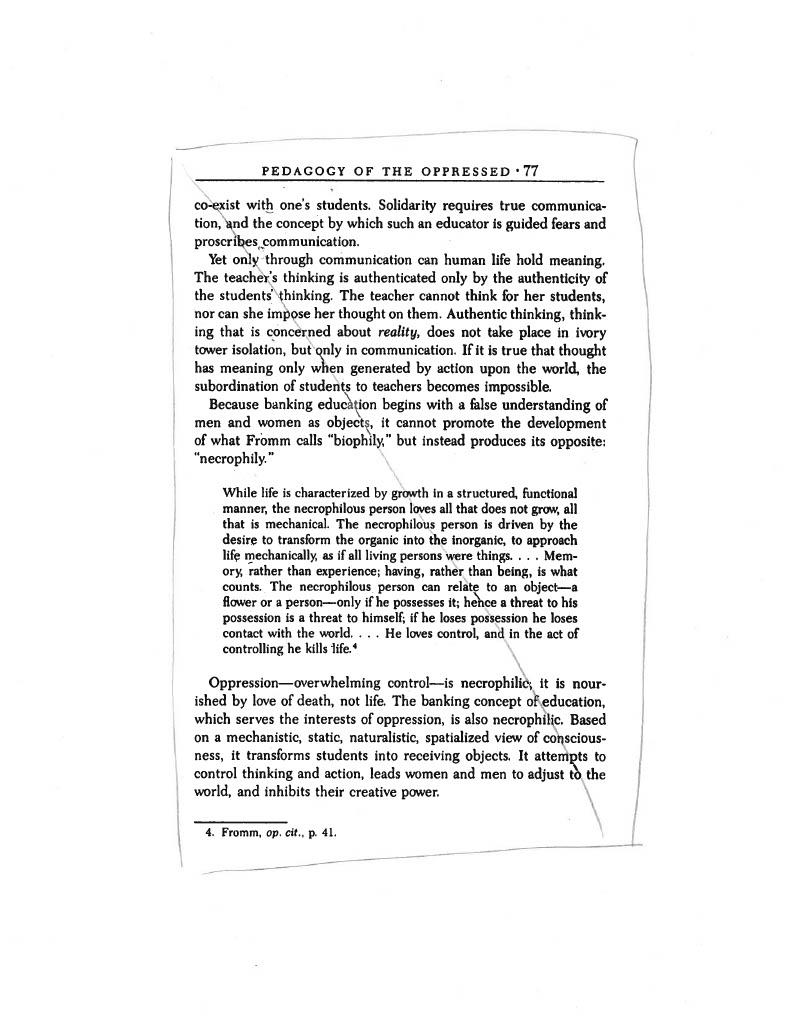 PEDAGOGY OF THE OPPRESSED · 77
co-exist with one's students. Solidarity requires true communica-
tion, and the concept by which such an educator is guided fears and
proscribes communication.
Yet only through communication can human life hold meaning.
The teacher's thinking is authenticated only by the authenticity of
the students' thinking. The teacher cannot think for her students,
nor can she impose her thought on them. Authentic thinking, think-
ing that is concerned about reality, does not take place in ivory
tower isolation, but only in communication. If it is true that thought
has meaning only when generated by action upon the world, the
subordination of students to teachers becomes impossible.
Because banking education begins with a false understanding of
men and women as objects, it cannot promote the development
of what Fromm calls "biophily," but instead produces its opposite:
"necrophily."
While life is characterized by growth in a structured, functional
manner, the necrophilous person loves all that does not grow, all
that is mechanical. The necrophilous person is driven by the
desire to transform the organic into the inorganic, to approach
life mechanically, as if all living persons were things. . . . Mem-
ory, rather than experience; having, rather than being, is what
counts. The necrophilous person can relate to an object—a
flower or a person—only if he possesses it; hence a threat to his
possession is a threat to himself; if he loses possession he loses
contact with the world. . . . He loves control, and in the act of
controlling he kills life.4
Oppression—overwhelming control—is necrophilic; it is nour-
ished by love of death, not life. The banking concept of education,
which serves the interests of oppression, is also necrophilic. Based
on a mechanistic, static, naturalistic, spatialized view of conscious-
ness, it transforms students into receiving objects. It attempts to
control thinking and action, leads women and men to adjust to the
world, and inhibits their creative power.
4. Fromm, op. cit., p. 41.